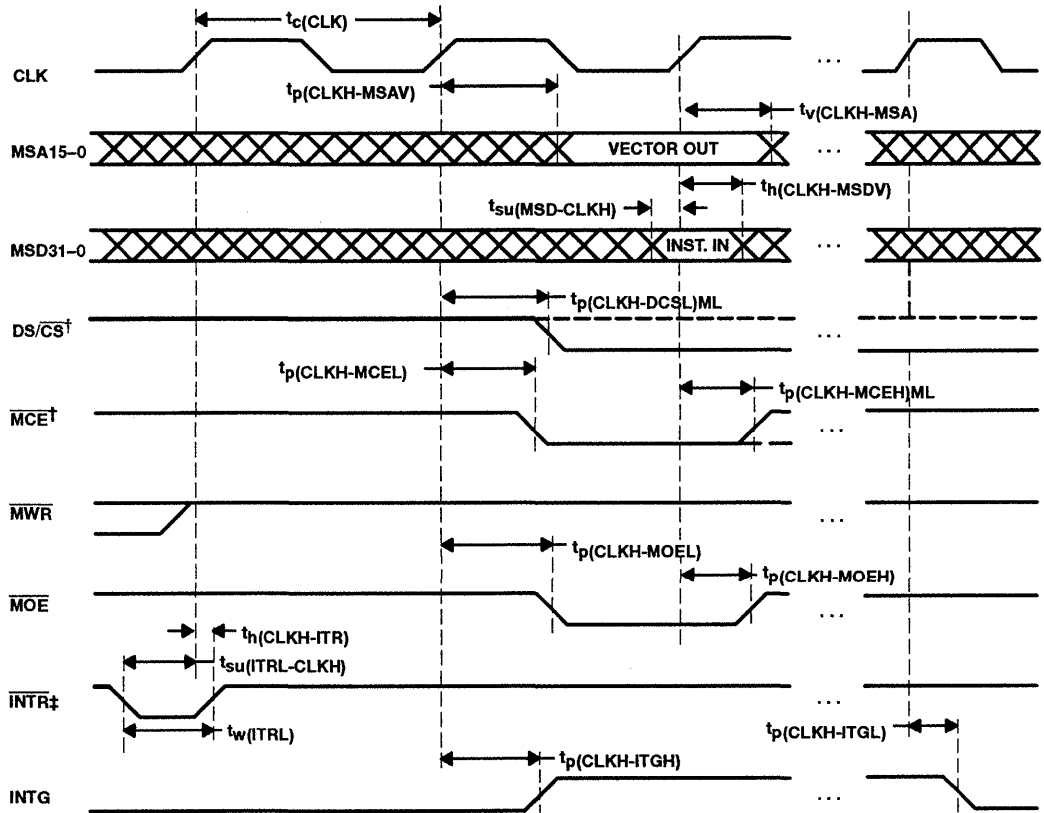 tc(CLK)
CLK
...
tp(CLKH-MSAV)
tv(CLKH-MSA)
MSA15–0
VECTOR OUT
...
th(CLKH-MSDV)
tsu(MSD-CLKH)
MSD31–0
INST. IN
...
tp(CLKH-DCSL)ML
DS/CS†
...
tp(CLKH-MCEL)
tp(CLKH-MCEH)ML
MCE†
...
MWR
...
tp(CLKH-MOEL)
tp(CLKH-MOEH)
MOE
...
th(CLKH-ITR)
tsu(ITRL-CLKH)
INTR‡
...
tw(ITRL)
tp(CLKH-ITGL)
tp(CLKH-ITGH)
INTG
...